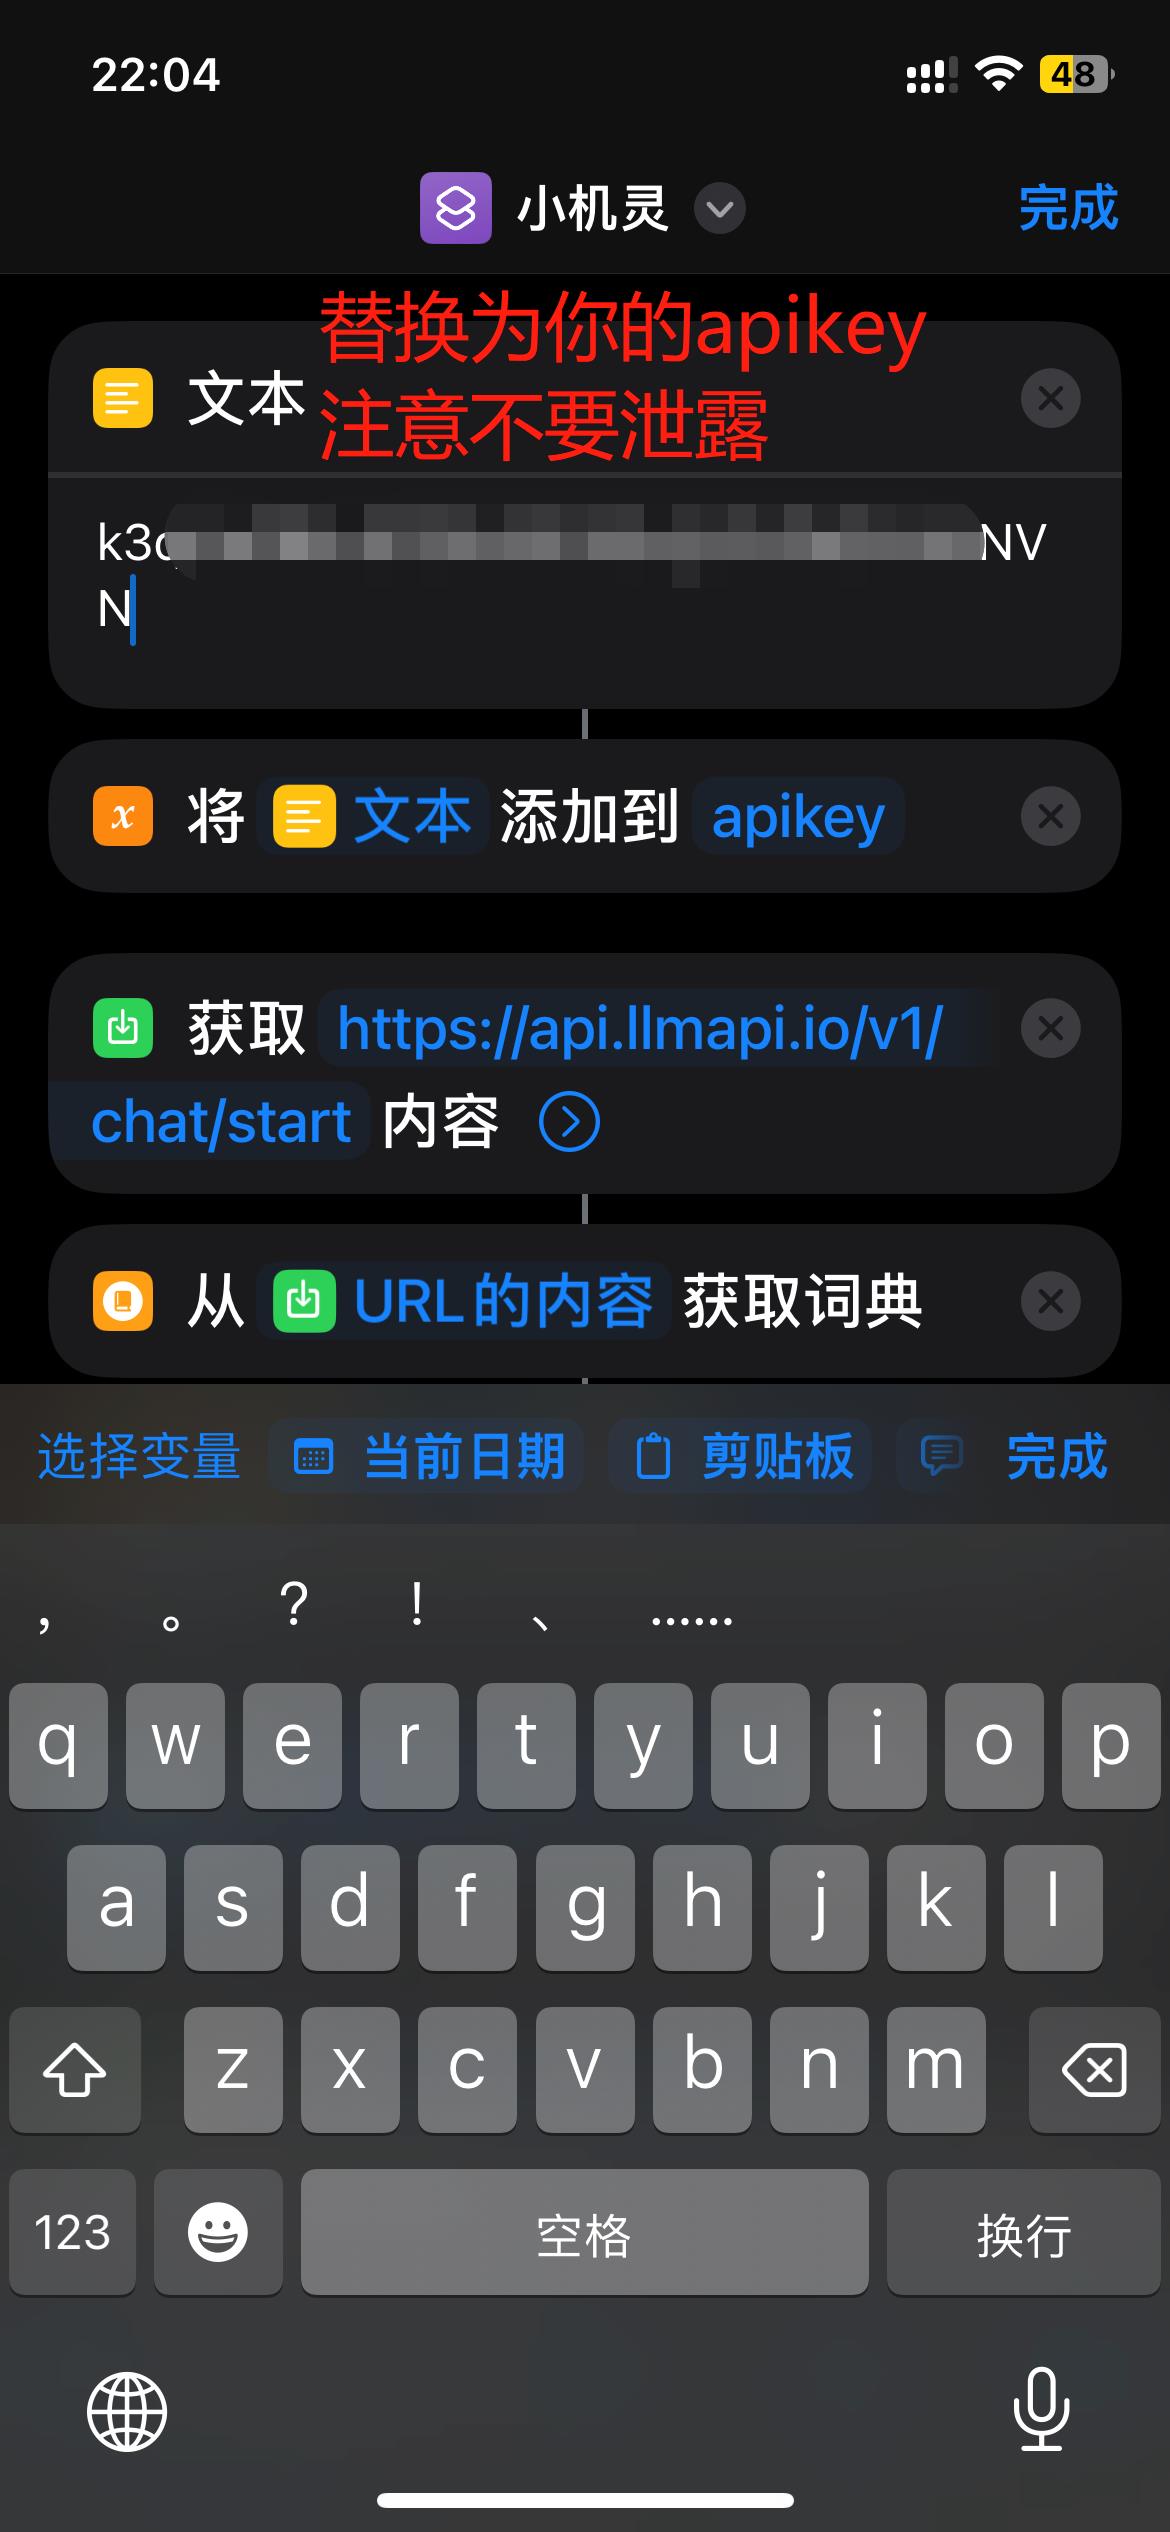 22:04
48
小机灵
完成
替换为你的apikey
文本
注意不要泄露
k3
NV
N
将 文本 添加到 apikey
获取 https://api.llmapi.io/v1/
chat/start 内容
从 URL的内容 获取词典
选择变量 当前日期 剪贴板 完成
， 。 ? ! 、 ……
q w e r t y u i o p
a s d f g h j k l
z x c v b n m
123 空格 换行